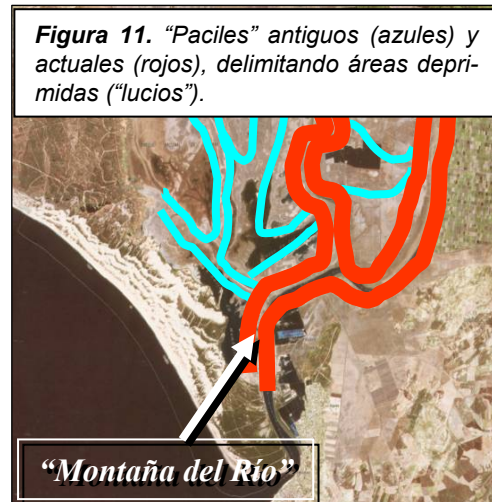 Figura 11. “Paciles” antiguos (azules) y
actuales (rojos), delimitando áreas depri-
midas (“lucios”).
“Montaña del Río”